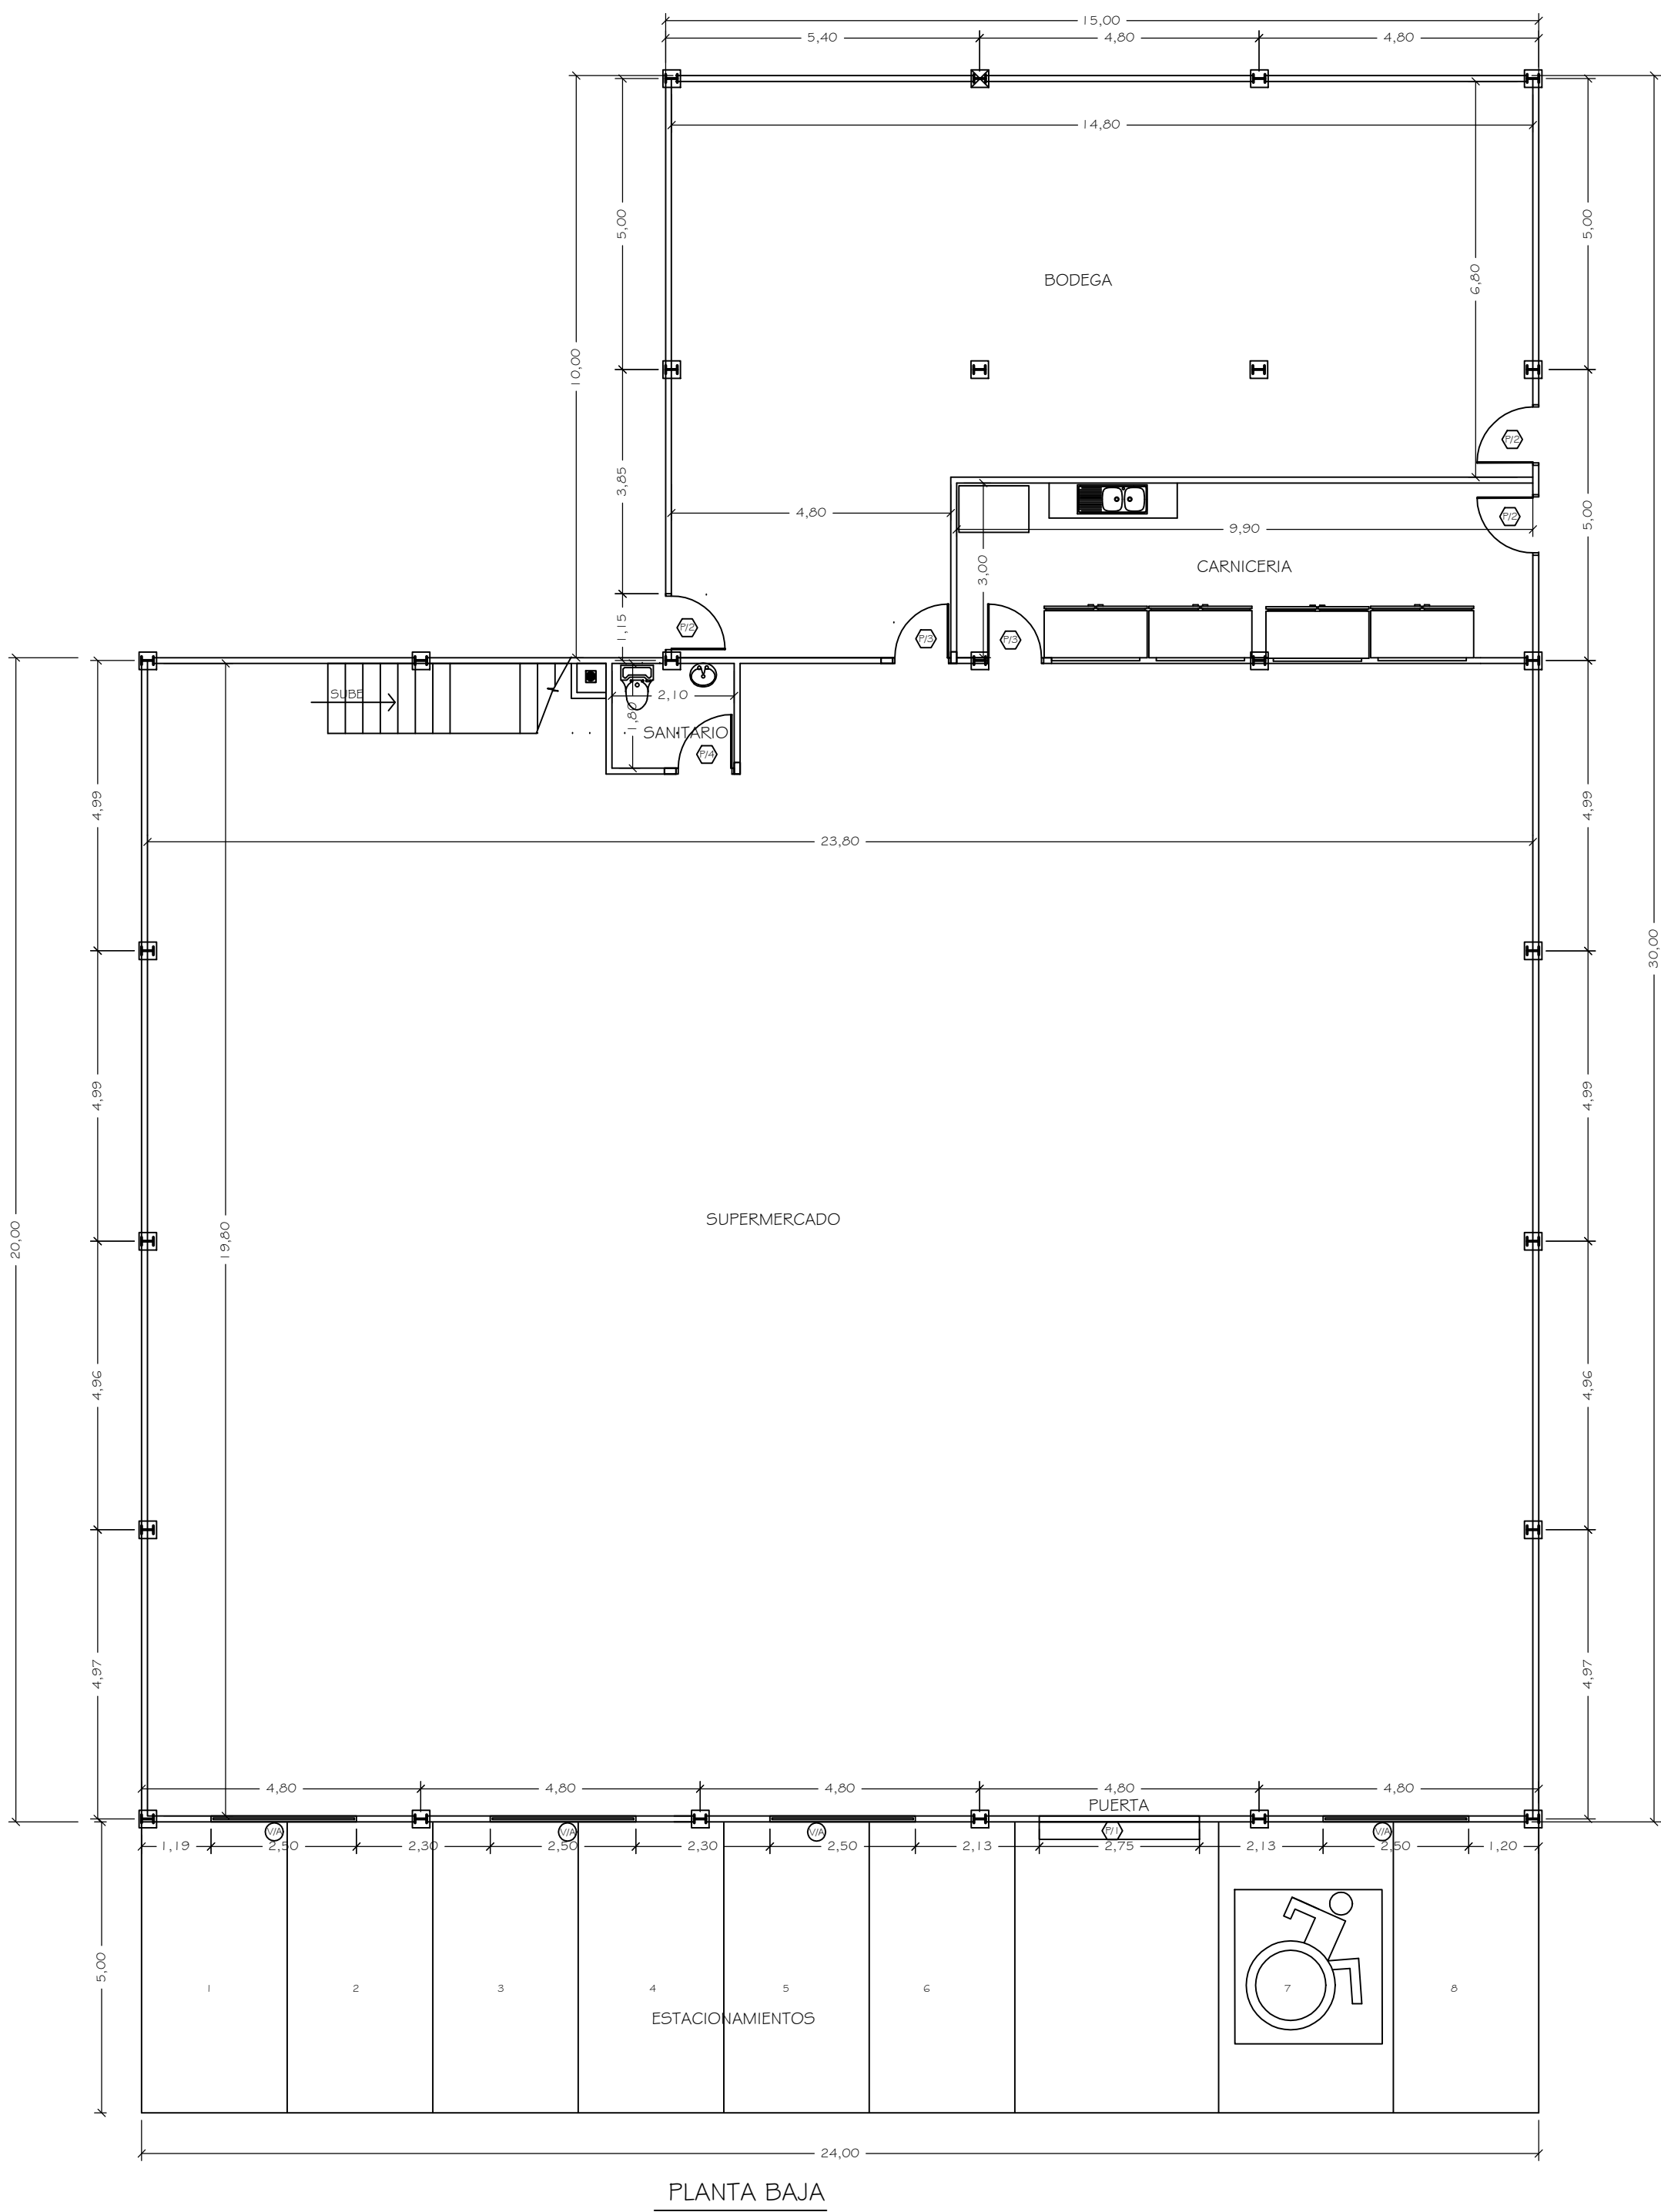 15,00
5,40 4,80 4,80
14,80
5,00 5,00
BODEGA
6,80
10,00
P/2
3,85
4,80
P/2
5,00
9,90
CARNICERIA
3,00
1,15
P/2
P/3
P/3
SUBE
2,10
1,80
SANITARIO
P/4
4,99 4,99
23,80
30,00
4,99 4,99
SUPERMERCADO
20,00
19,80
4,96 4,96
4,97 4,97
4,80 4,80 4,80 4,80 4,80
PUERTA
V/A V/A V/A P/1 V/A
1,19 2,50 2,30 2,50 2,30 2,50 2,13 2,75 2,13 2,50 1,20
5,00
1 2 3 4 5 6 7 8
ESTACIONAMIENTOS
24,00
PLANTA BAJA